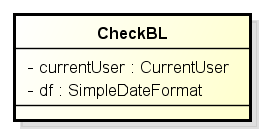 CheckBL
- currentUser : CurrentUser
- df : SimpleDateFormat